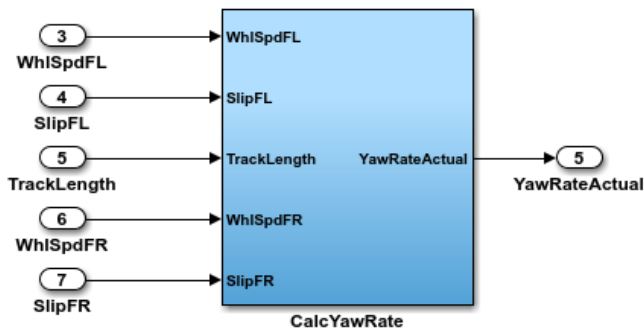 3
WhlSpdFL
WhlSpdFL
4
SlipFL
SlipFL
5
TrackLength
TrackLength
YawRateActual
5
YawRateActual
6
WhlSpdFR
WhlSpdFR
7
SlipFR
SlipFR
CalcYawRate